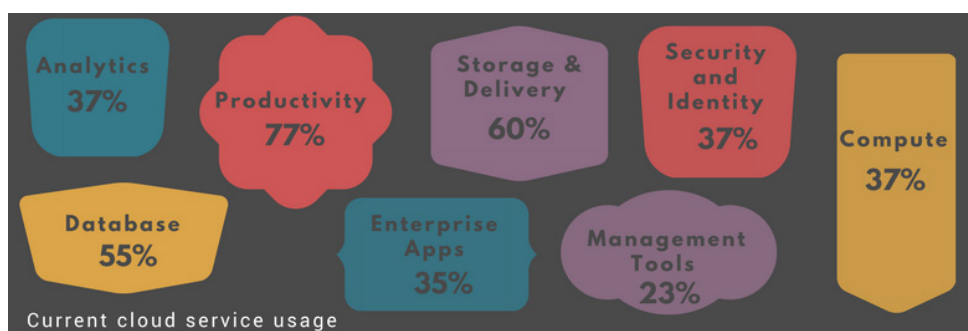 Analytics
37%
Productivity
77%
Storage &
Delivery
60%
Security
and
Identity
37%
Compute
37%
Database
55%
Enterprise
Apps
35%
Management
Tools
23%
Current cloud service usage